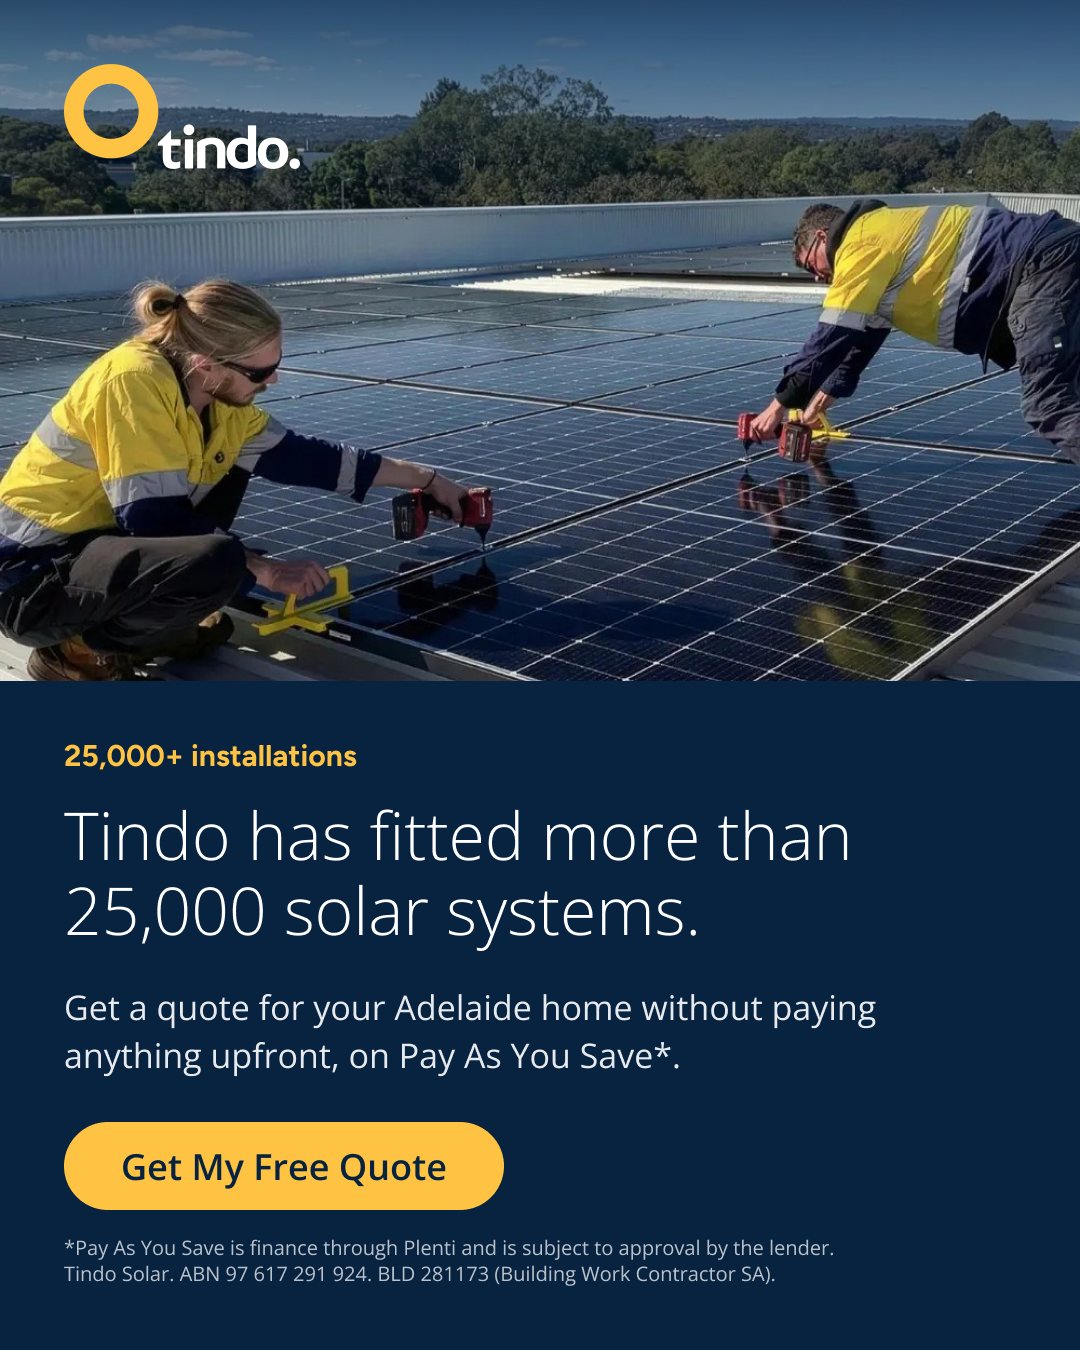 tindo.
25,000+ installations
Tindo has fitted more than
25,000 solar systems.
Get a quote for your Adelaide home without paying
anything upfront, on Pay As You Save*.
Get My Free Quote
*Pay As You Save is finance through Plenti and is subject to approval by the lender.
Tindo Solar. ABN 97 617 291 924. BLD 281173 (Building Work Contractor SA).